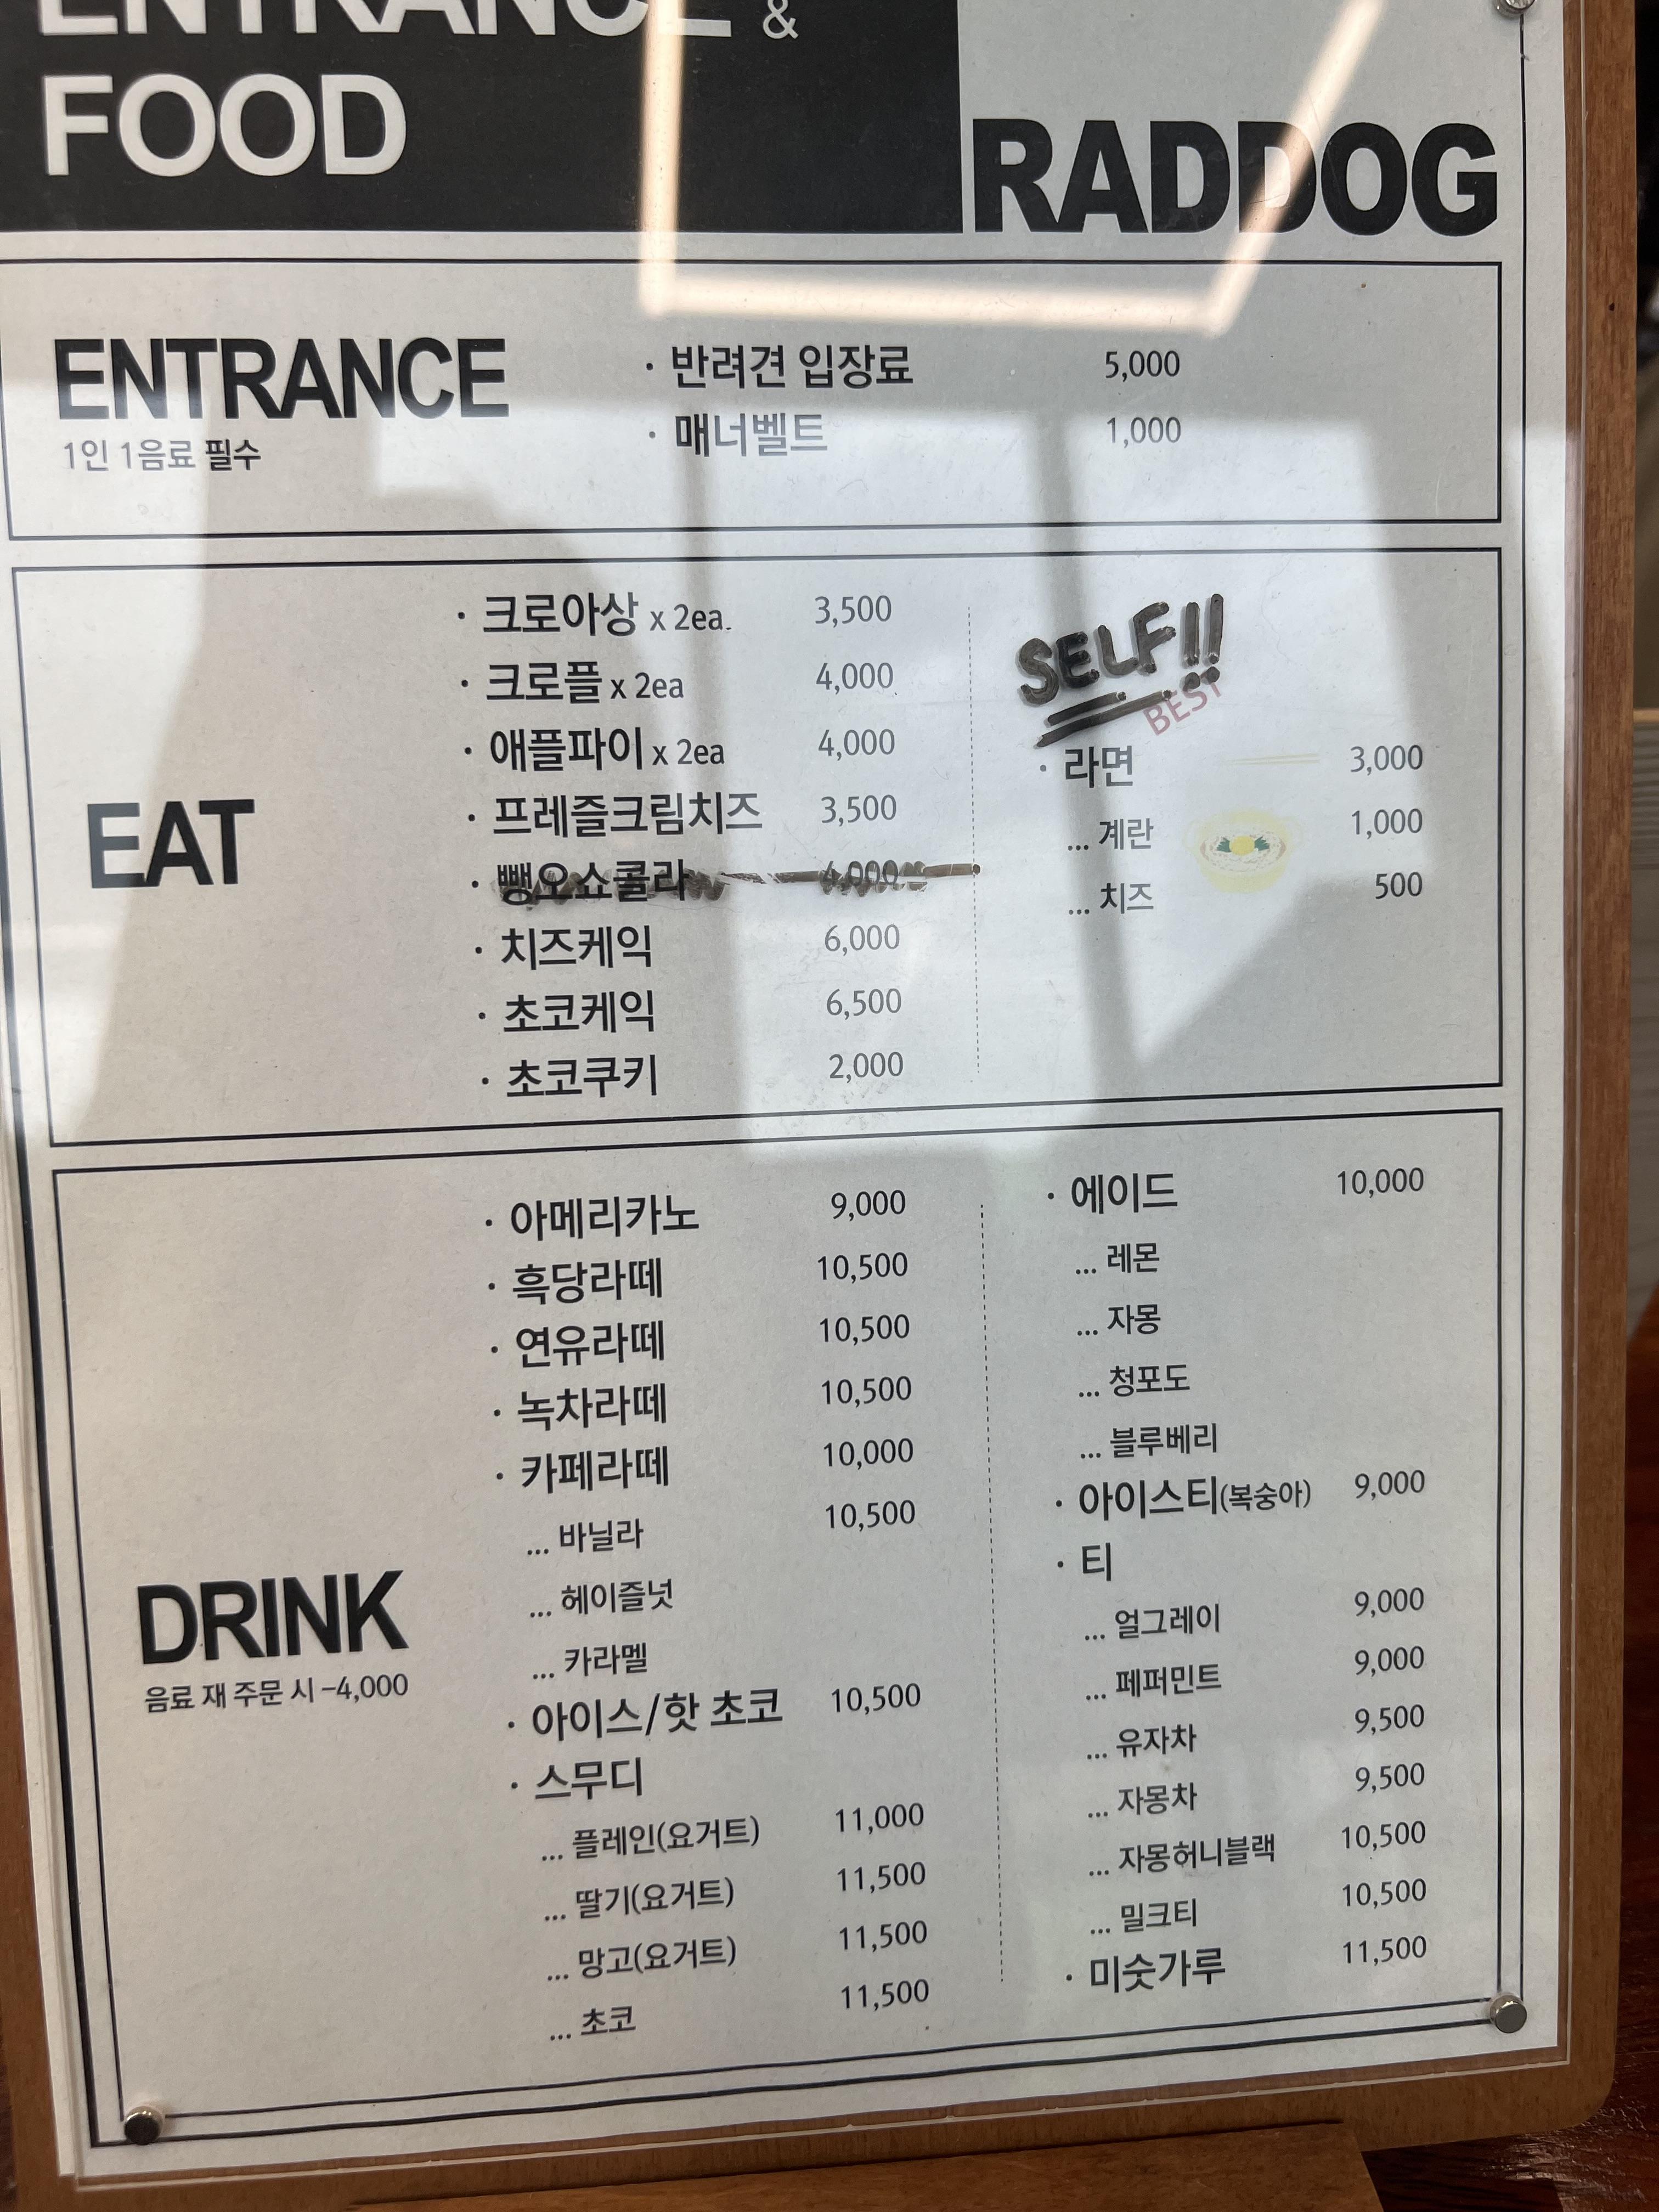 ENTRANCE &
FOOD
RADDOG
ENTRANCE
1인 1음료 필수
· 반려견 입장료 5,000
· 매너벨트 1,000
EAT
· 크로아상 x 2ea. 3,500
· 크로플 x 2ea 4,000
· 애플파이 x 2ea 4,000
· 프레즐크림치즈 3,500
· 뺑오쇼콜라 4,000
· 치즈케익 6,000
· 초코케익 6,500
· 초코쿠키 2,000
SELF!!
BEST
· 라면 3,000
... 계란 1,000
... 치즈 500
DRINK
음료 재 주문 시 -4,000
· 아메리카노 9,000
· 흑당라떼 10,500
· 연유라떼 10,500
· 녹차라떼 10,500
· 카페라떼 10,000
... 바닐라 10,500
... 헤이즐넛
... 카라멜
· 아이스/핫 초코 10,500
· 스무디
... 플레인(요거트) 11,000
... 딸기(요거트) 11,500
... 망고(요거트) 11,500
... 초코 11,500
· 에이드 10,000
... 레몬
... 자몽
... 청포도
... 블루베리
· 아이스티(복숭아) 9,000
· 티
... 얼그레이 9,000
... 페퍼민트 9,000
... 유자차 9,500
... 자몽차 9,500
... 자몽허니블랙 10,500
... 밀크티 10,500
· 미숫가루 11,500